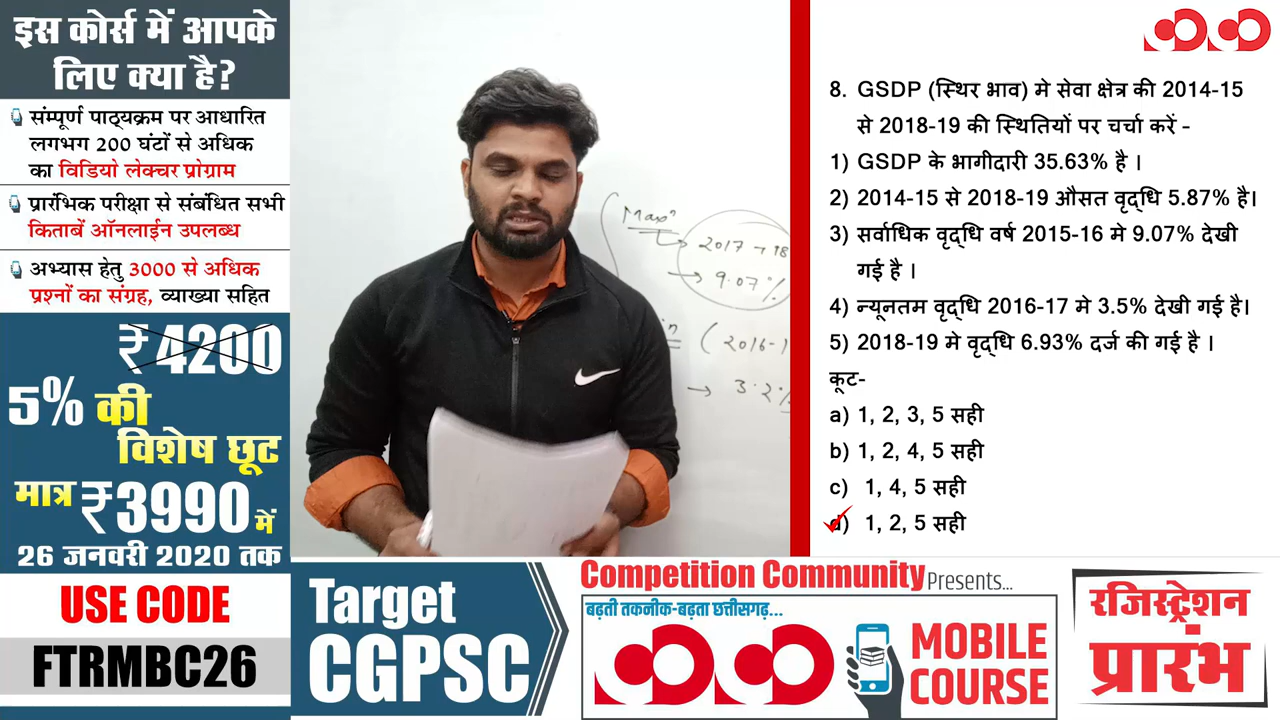 इस कोर्स में आपके
लिए क्या है?
संम्पूर्ण पाठ्यक्रम पर आधारित
लगभग 200 घंटों से अधिक
का विडियो लेक्चर प्रोग्राम
प्रारंभिक परीक्षा से संबंधित सभी
किताबें ऑनलाईन उपलब्ध
अभ्यास हेतु 3000 से अधिक
प्रश्नों का संग्रह, व्याख्या सहित
₹4200
5% की
विशेष छूट
मात्र ₹3990 में
26 जनवरी 2020 तक
USE CODE
FTRMBC26
Maxm
2017-18
→ 9.07%
(2016-1
→ 3.2%
8. GSDP (स्थिर भाव) मे सेवा क्षेत्र की 2014-15
से 2018-19 की स्थितियों पर चर्चा करें -
1) GSDP के भागीदारी 35.63% है ।
2) 2014-15 से 2018-19 औसत वृद्धि 5.87% है।
3) सर्वाधिक वृद्धि वर्ष 2015-16 मे 9.07% देखी
गई है ।
4) न्यूनतम वृद्धि 2016-17 मे 3.5% देखी गई है।
5) 2018-19 मे वृद्धि 6.93% दर्ज की गई है ।
कूट-
a) 1, 2, 3, 5 सही
b) 1, 2, 4, 5 सही
c) 1, 4, 5 सही
d) 1, 2, 5 सही
Target
CGPSC
Competition Community Presents...
बढ़ती तकनीक-बढ़ता छत्तीसगढ़...
MOBILE
COURSE
रजिस्ट्रेशन
प्रारंभ